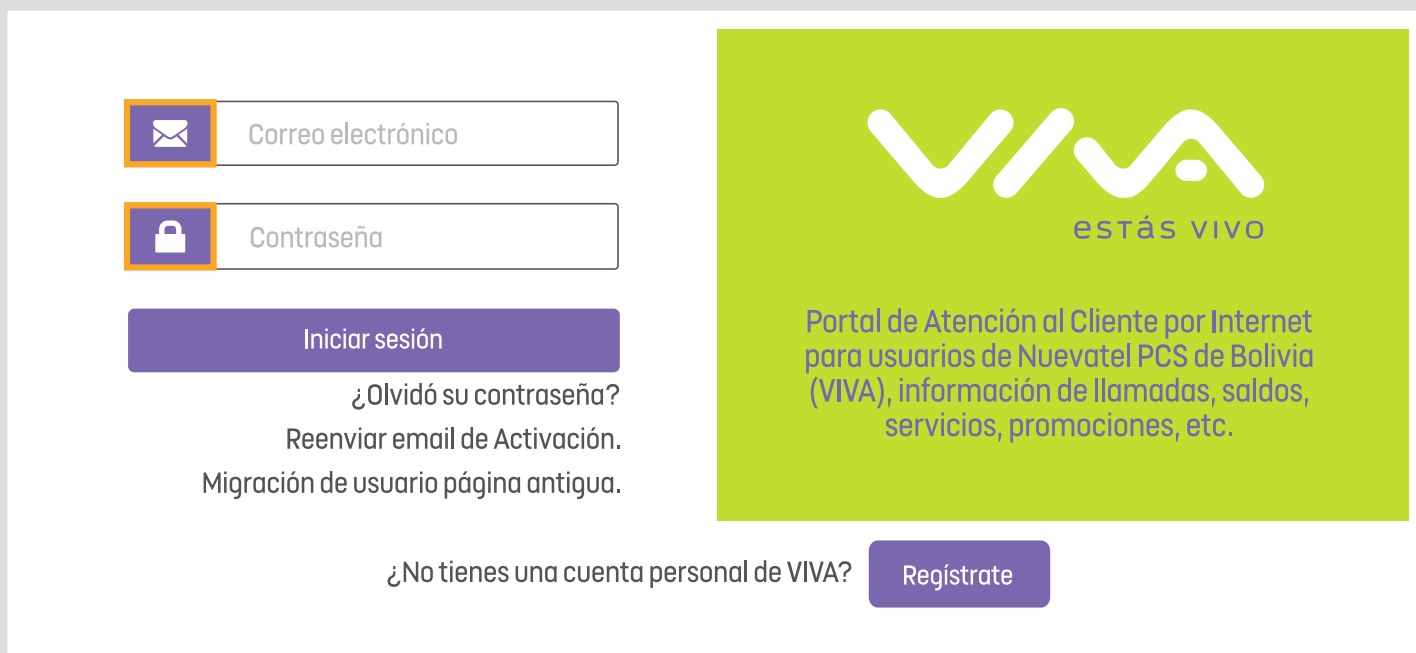 Correo electrónico
Contraseña
Iniciar sesión
¿Olvidó su contraseña?
Reenviar email de Activación.
Migración de usuario página antigua.
VIVA
estás vivo
Portal de Atención al Cliente por Internet
para usuarios de Nuevatel PCS de Bolivia
(VIVA), información de llamadas, saldos,
servicios, promociones, etc.
¿No tienes una cuenta personal de VIVA?
Regístrate